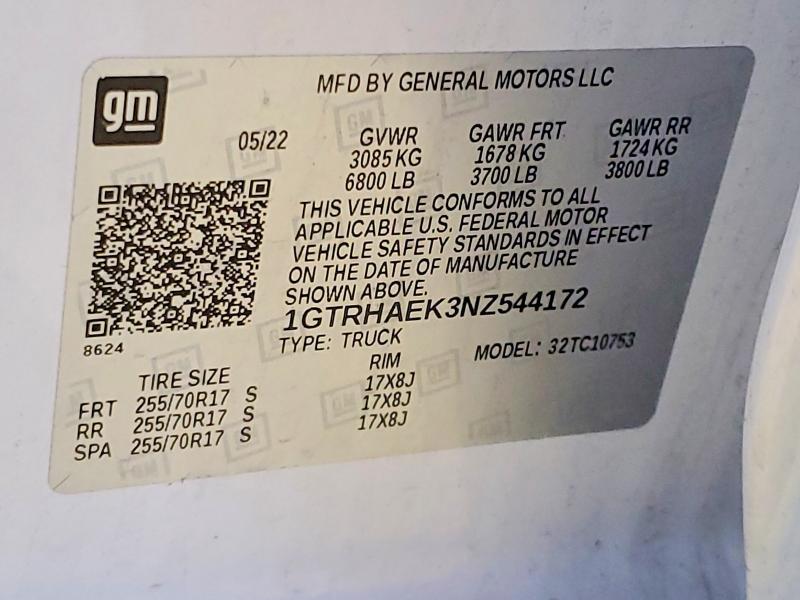 gm
MFD BY GENERAL MOTORS LLC
05/22 GVWR GAWR FRT GAWR RR
3085 KG 1678 KG 1724 KG
6800 LB 3700 LB 3800 LB
THIS VEHICLE CONFORMS TO ALL
APPLICABLE U.S. FEDERAL MOTOR
VEHICLE SAFETY STANDARDS IN EFFECT
ON THE DATE OF MANUFACTURE
SHOWN ABOVE.
1GTRHAEK3NZ544172
8624
TYPE: TRUCK MODEL: 32TC10753
TIRE SIZE RIM
FRT 255/70R17 S 17X8J
RR 255/70R17 S 17X8J
SPA 255/70R17 S 17X8J